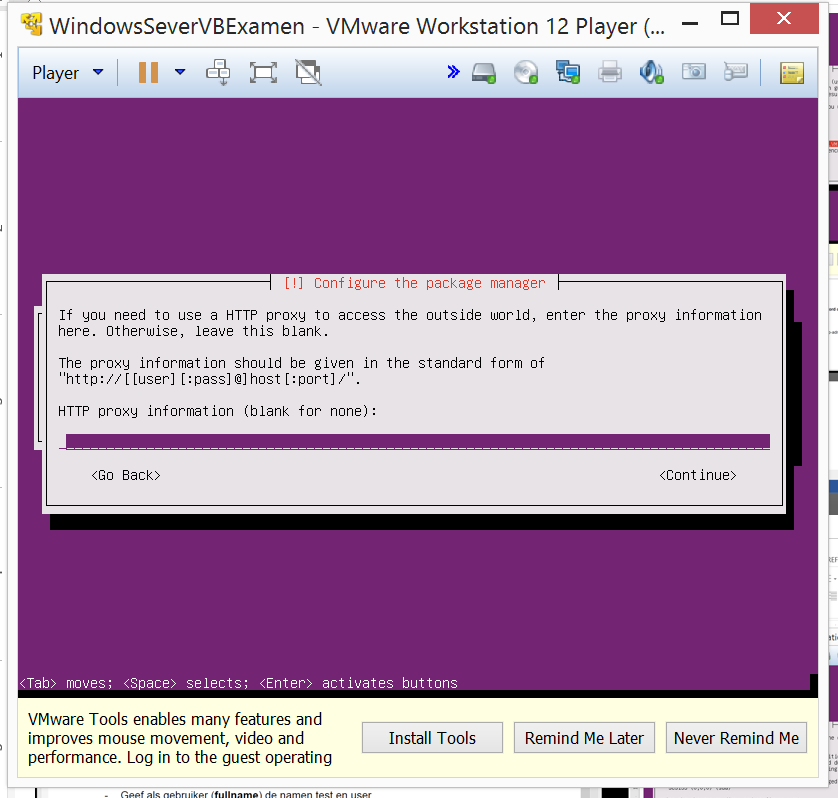 WindowsSeverVBExamen - VMware Workstation 12 Player (...
Player
[!] Configure the package manager
If you need to use a HTTP proxy to access the outside world, enter the proxy information
here. Otherwise, leave this blank.
The proxy information should be given in the standard form of
"http://[[user][:pass]@]host[:port]/".
HTTP proxy information (blank for none):
<Go Back>
<Continue>
<Tab> moves; <Space> selects; <Enter> activates buttons
VMware Tools enables many features and
improves mouse movement, video and
performance. Log in to the guest operating
Install Tools
Remind Me Later
Never Remind Me
- Geef als gebruiker (fullname) de namen test en user.